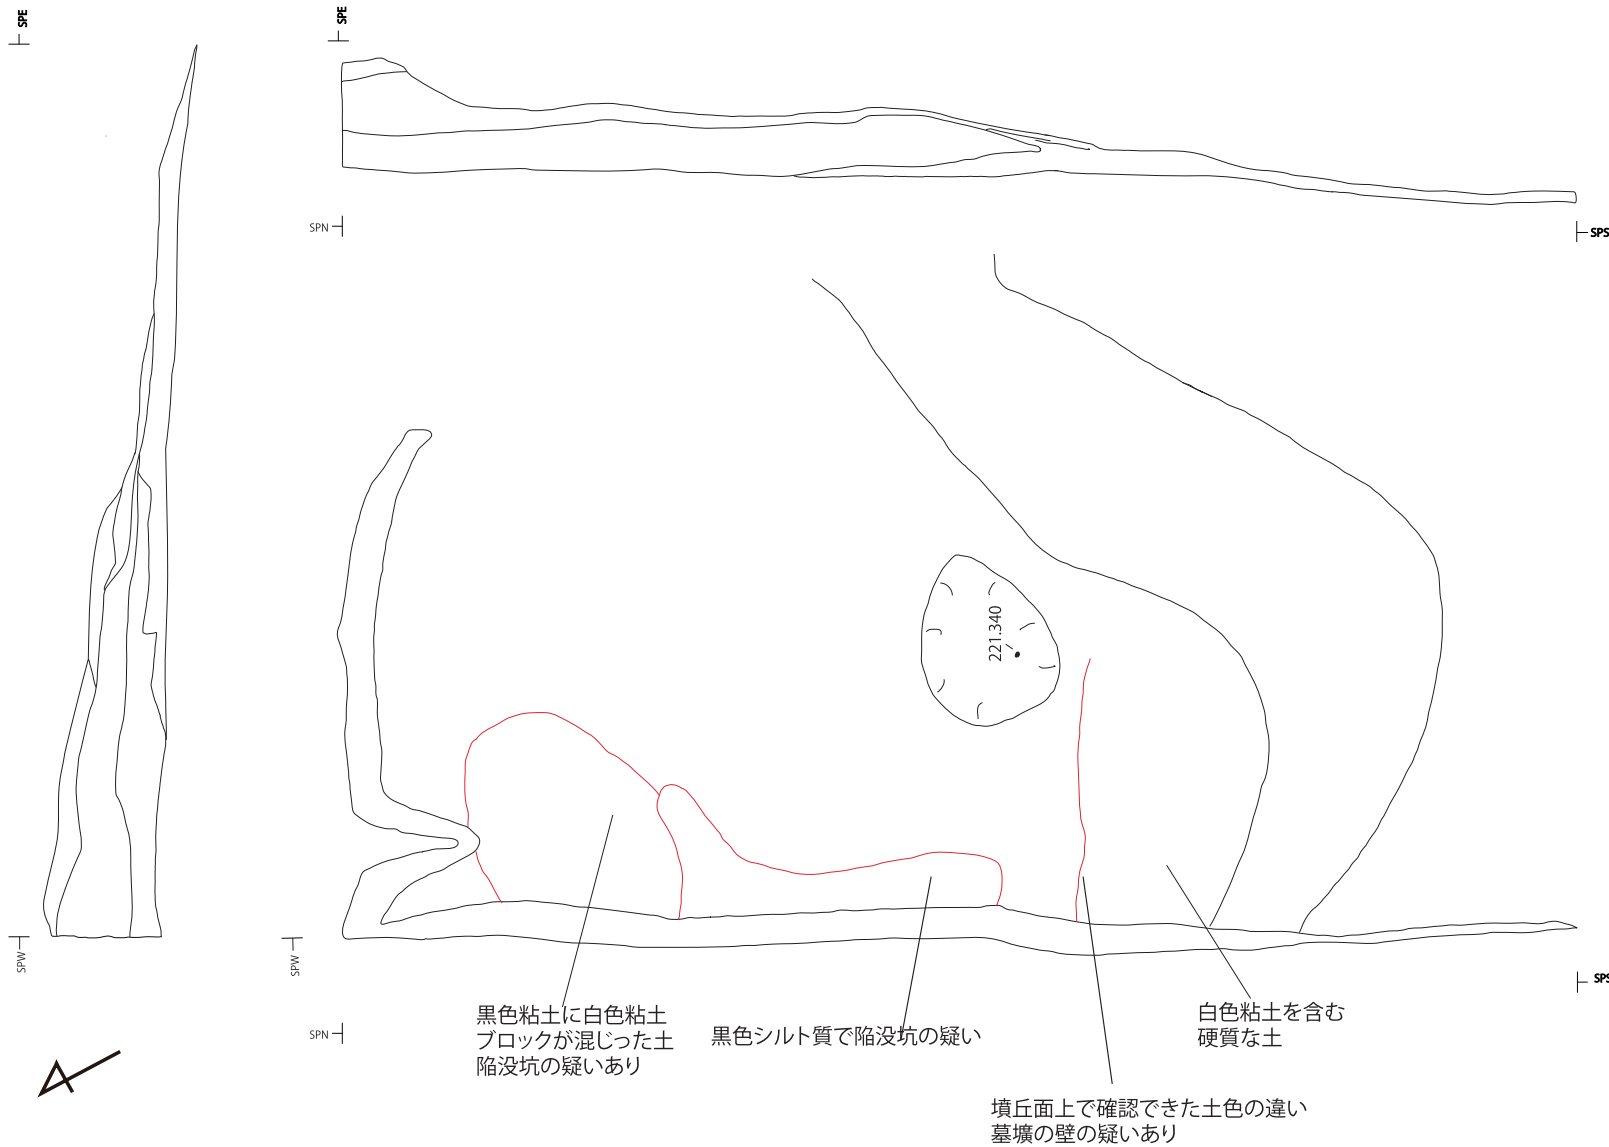 SPE
SPE
SPN
SPS
221.340
SPW
SPW
SPS
SPN
黒色粘土に白色粘土
ブロックが混じった土
陥没坑の疑いあり
黒色シルト質で陥没坑の疑い
白色粘土を含む
硬質な土
墳丘面上で確認できた土色の違い
墓壙の壁の疑いあり